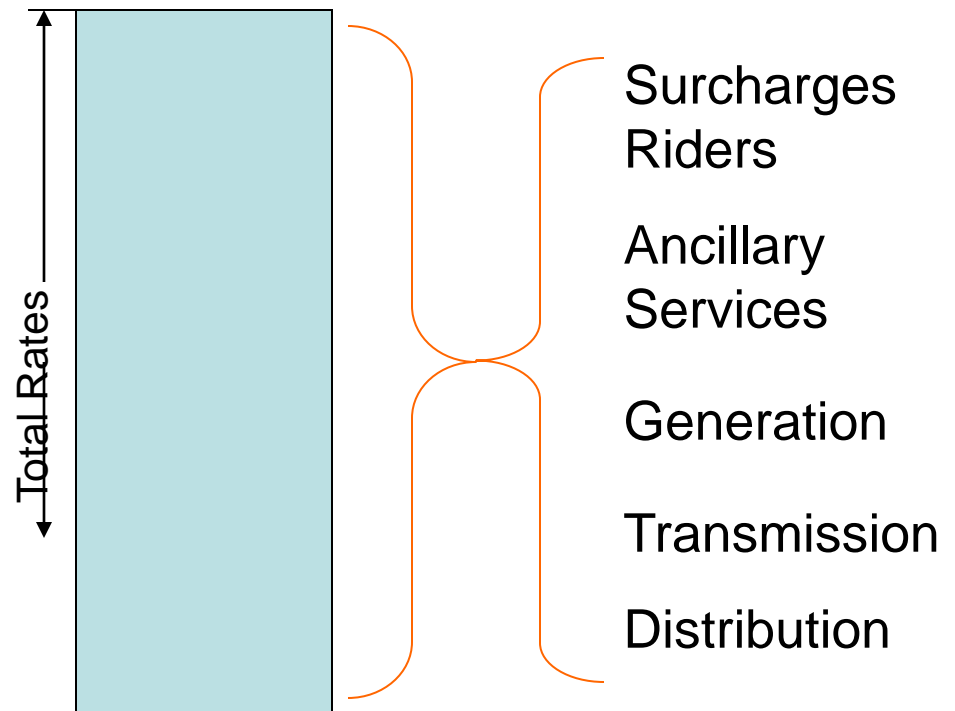 Total Rates
Surcharges
Riders
Ancillary
Services
Generation
Transmission
Distribution